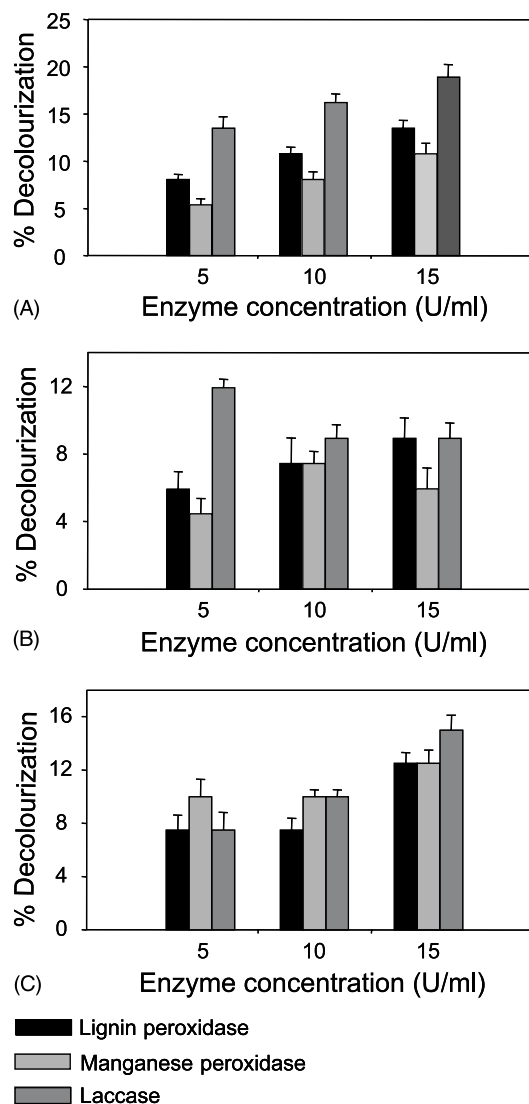 25
20
15
10
5
0
% Decolourization
5 10 15
(A) Enzyme concentration (U/ml)
12
8
4
0
% Decolourization
5 10 15
(B) Enzyme concentration (U/ml)
16
12
8
4
0
% Decolourization
5 10 15
(C) Enzyme concentration (U/ml)
Lignin peroxidase
Manganese peroxidase
Laccase